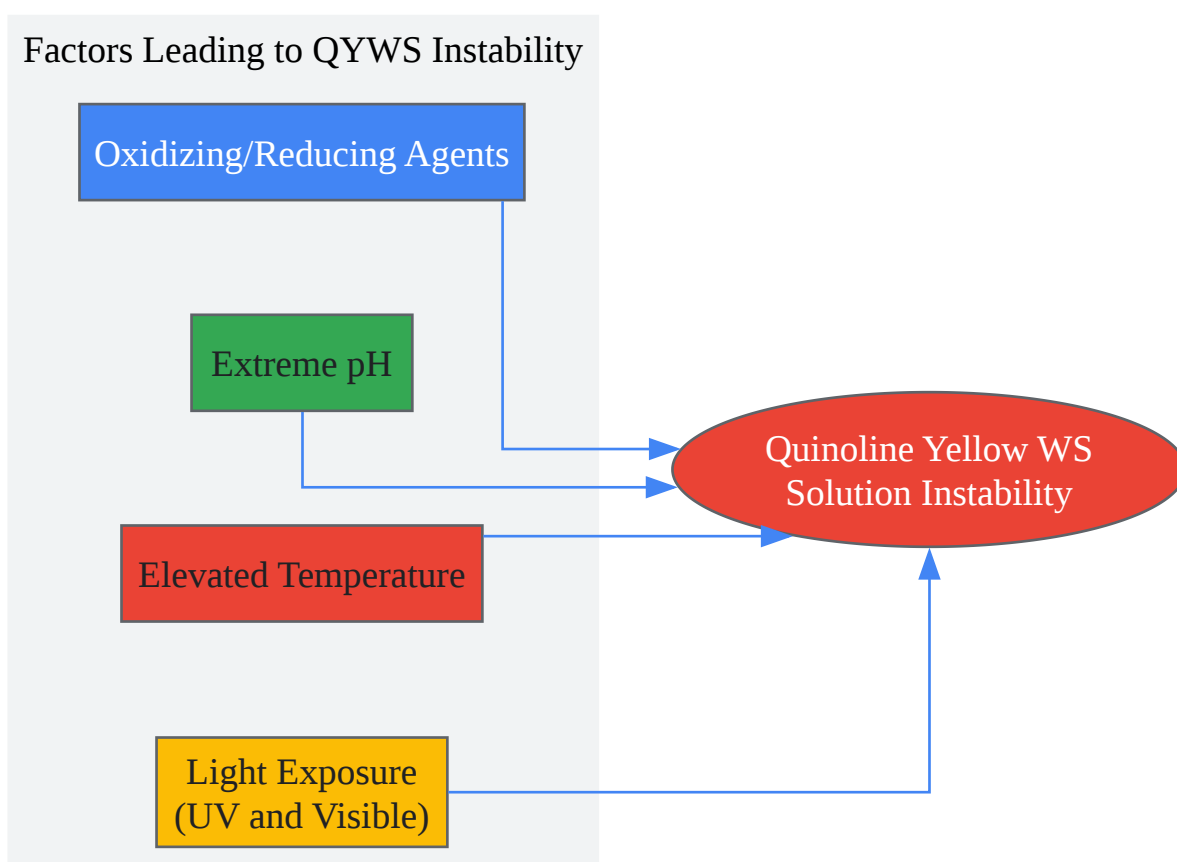 Factors Leading to QYWS Instability
Oxidizing/Reducing Agents
Extreme pH
Quinoline Yellow WS
Solution Instability
Elevated Temperature
Light Exposure
(UV and Visible)